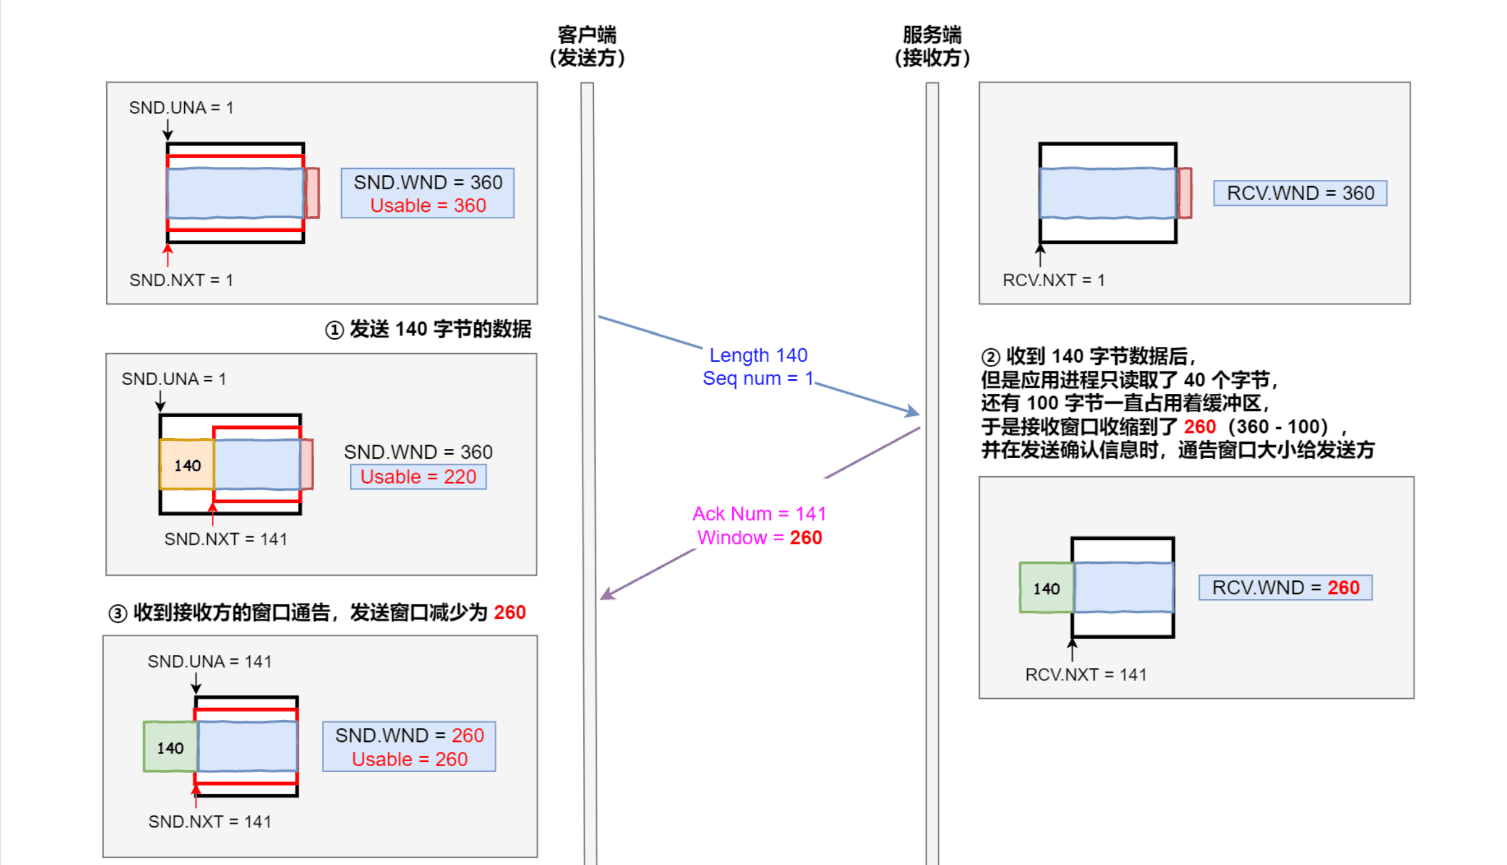 客户端
（发送方）
服务端
（接收方）
SND.UNA = 1
SND.WND = 360
Usable = 360
SND.NXT = 1
RCV.WND = 360
RCV.NXT = 1
① 发送 140 字节的数据
Length 140
Seq num = 1
② 收到 140 字节数据后，
但是应用进程只读取了 40 个字节，
还有 100 字节一直占用着缓冲区，
于是接收窗口收缩到了 260（360 - 100），
并在发送确认信息时，通告窗口大小给发送方
SND.UNA = 1
140
SND.WND = 360
Usable = 220
SND.NXT = 141
Ack Num = 141
Window = 260
140
RCV.WND = 260
RCV.NXT = 141
③ 收到接收方的窗口通告，发送窗口减少为 260
SND.UNA = 141
140
SND.WND = 260
Usable = 260
SND.NXT = 141